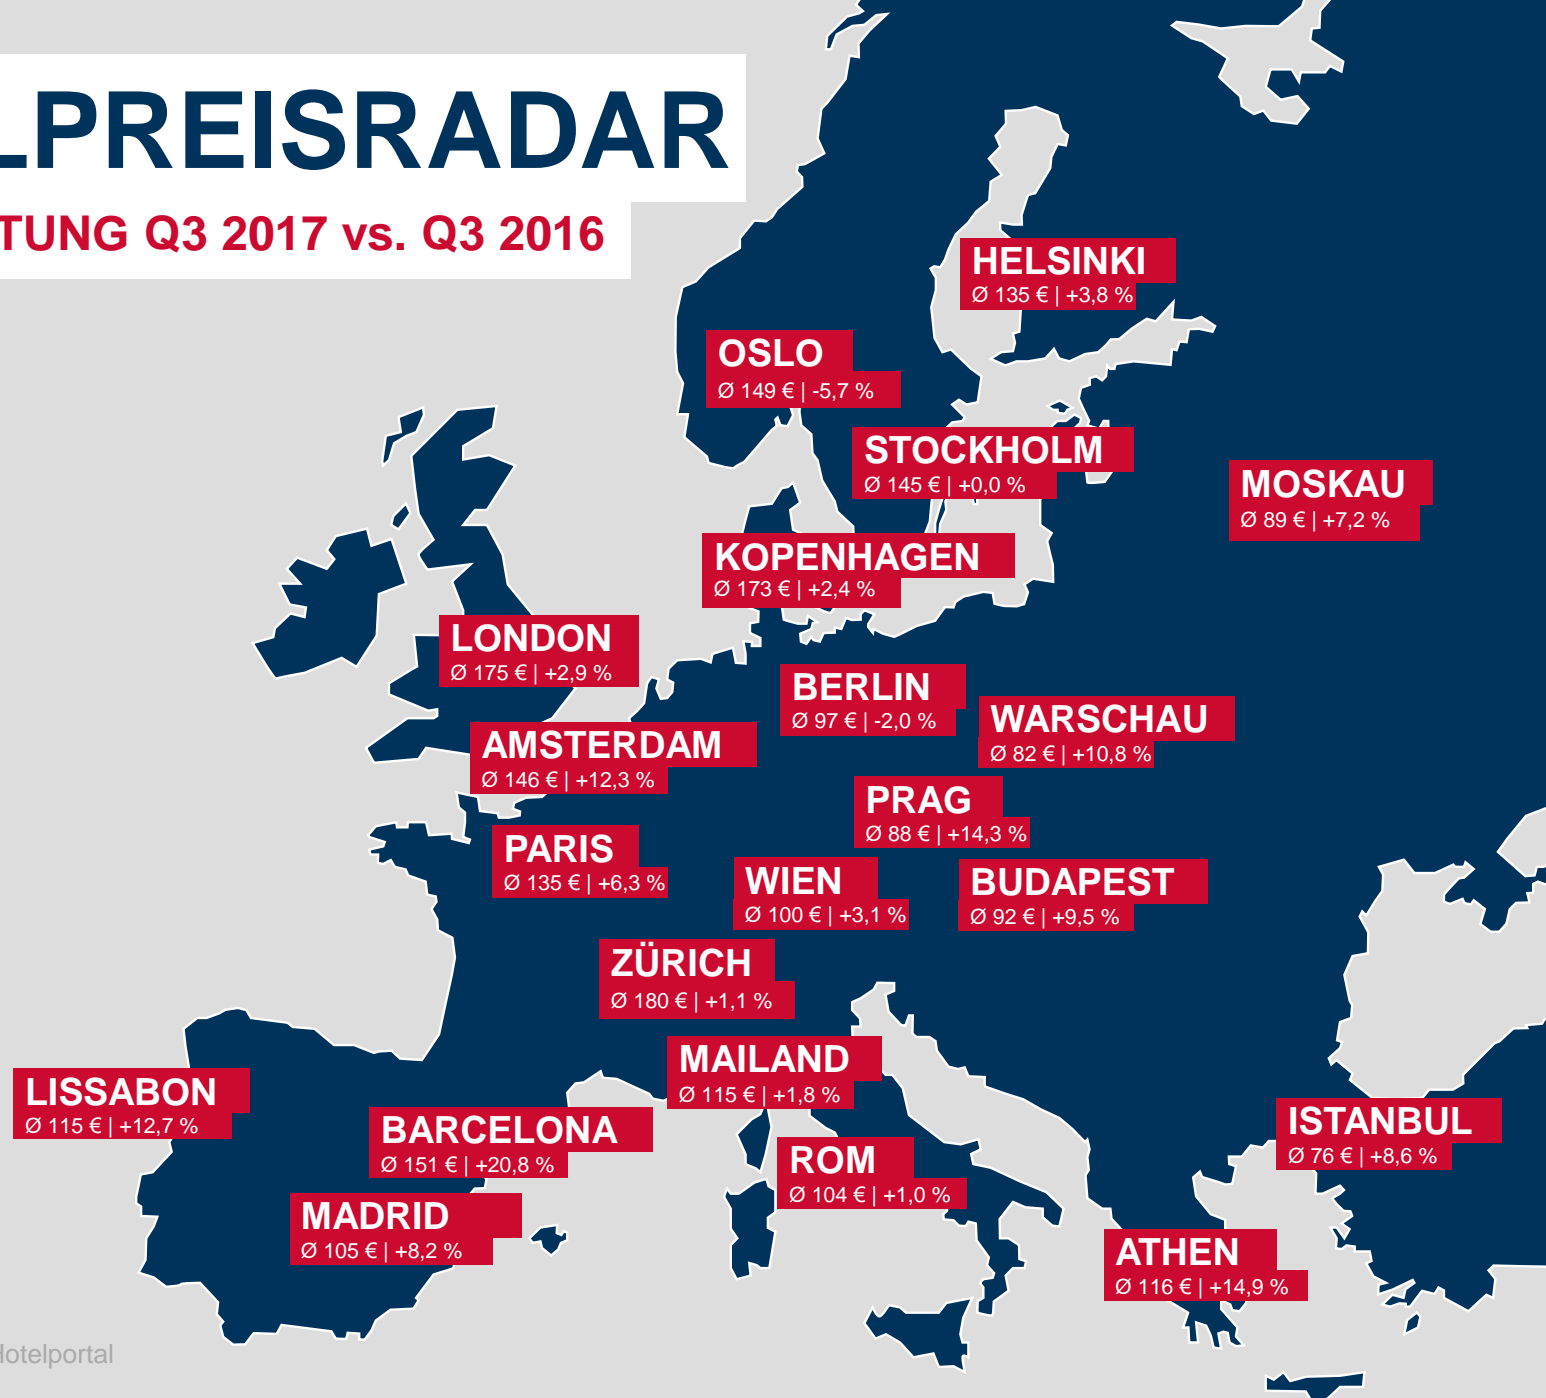 LPREISRADAR
TUNG Q3 2017 vs. Q3 2016
HELSINKI
Ø 135 € | +3,8 %
OSLO
Ø 149 € | -5,7 %
STOCKHOLM
Ø 145 € | +0,0 %
MOSKAU
Ø 89 € | +7,2 %
KOPENHAGEN
Ø 173 € | +2,4 %
LONDON
Ø 175 € | +2,9 %
BERLIN
Ø 97 € | -2,0 %
WARSCHAU
Ø 82 € | +10,8 %
AMSTERDAM
Ø 146 € | +12,3 %
PRAG
Ø 88 € | +14,3 %
PARIS
Ø 135 € | +6,3 %
WIEN
Ø 100 € | +3,1 %
BUDAPEST
Ø 92 € | +9,5 %
ZÜRICH
Ø 180 € | +1,1 %
MAILAND
Ø 115 € | +1,8 %
LISSABON
Ø 115 € | +12,7 %
BARCELONA
Ø 151 € | +20,8 %
ISTANBUL
Ø 76 € | +8,6 %
ROM
Ø 104 € | +1,0 %
MADRID
Ø 105 € | +8,2 %
ATHEN
Ø 116 € | +14,9 %
Hotelportal